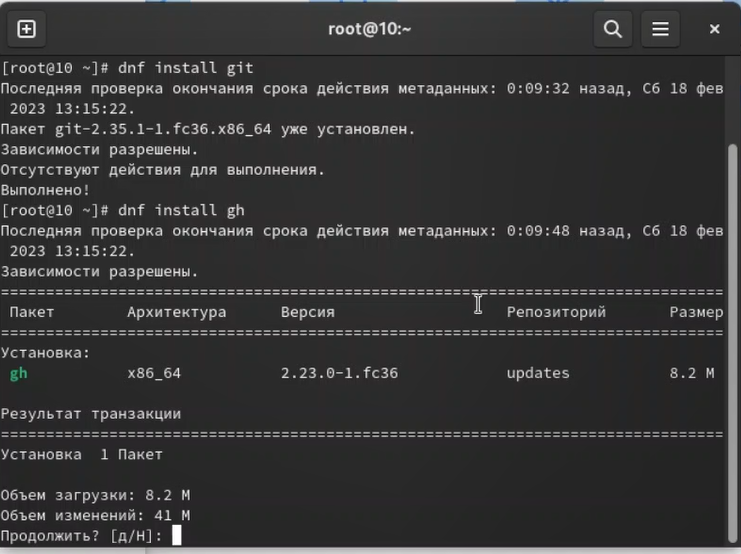 root@10:~
[root@10 ~]# dnf install git
Последняя проверка окончания срока действия метаданных: 0:09:32 назад, Сб 18 фев
 2023 13:15:22.
Пакет git-2.35.1-1.fc36.x86_64 уже установлен.
Зависимости разрешены.
Отсутствуют действия для выполнения.
Выполнено!
[root@10 ~]# dnf install gh
Последняя проверка окончания срока действия метаданных: 0:09:48 назад, Сб 18 фев
 2023 13:15:22.
Зависимости разрешены.
================================================================================
 Пакет Архитектура Версия Репозиторий Размер
================================================================================
Установка:
 gh x86_64 2.23.0-1.fc36 updates 8.2 M
Результат транзакции
================================================================================
Установка  1 Пакет
Объем загрузки: 8.2 M
Объем изменений: 41 M
Продолжить? [д/Н]: